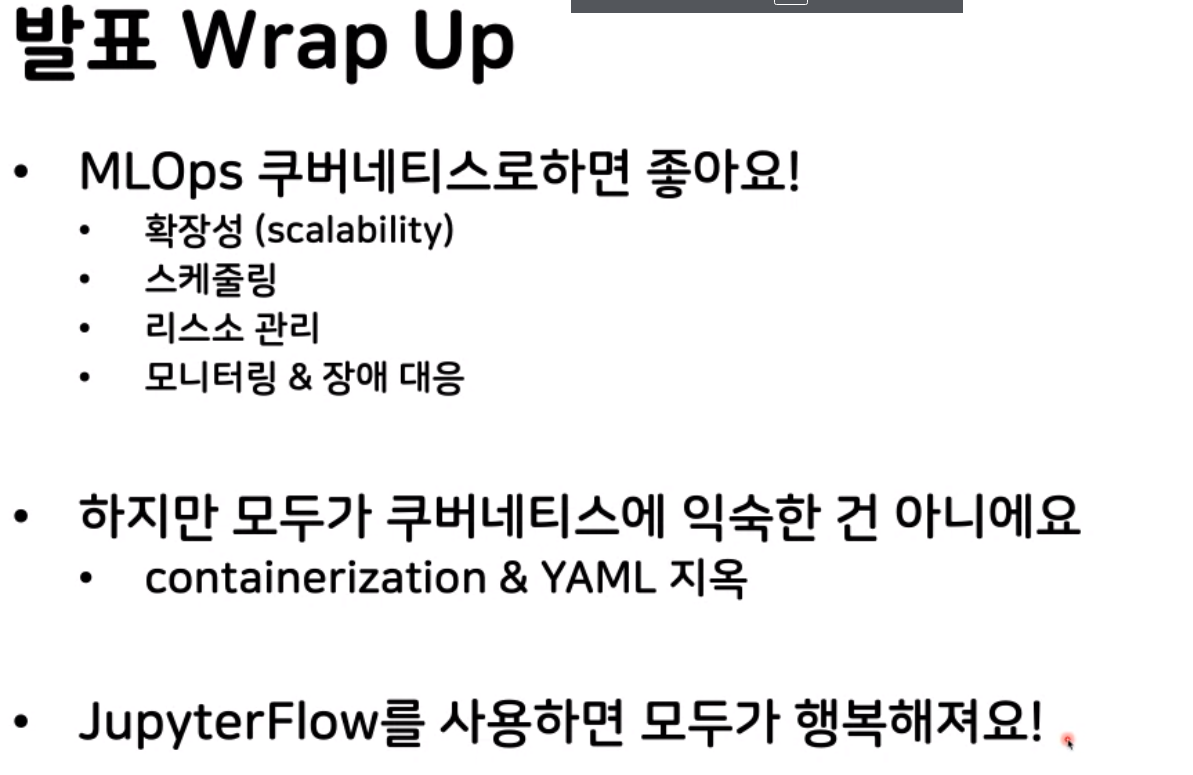 발표 Wrap Up
• MLOps 쿠버네티스로하면 좋아요!
• 확장성 (scalability)
• 스케줄링
• 리스소 관리
• 모니터링 & 장애 대응
• 하지만 모두가 쿠버네티스에 익숙한 건 아니에요
• containerization & YAML 지옥
• JupyterFlow를 사용하면 모두가 행복해져요!